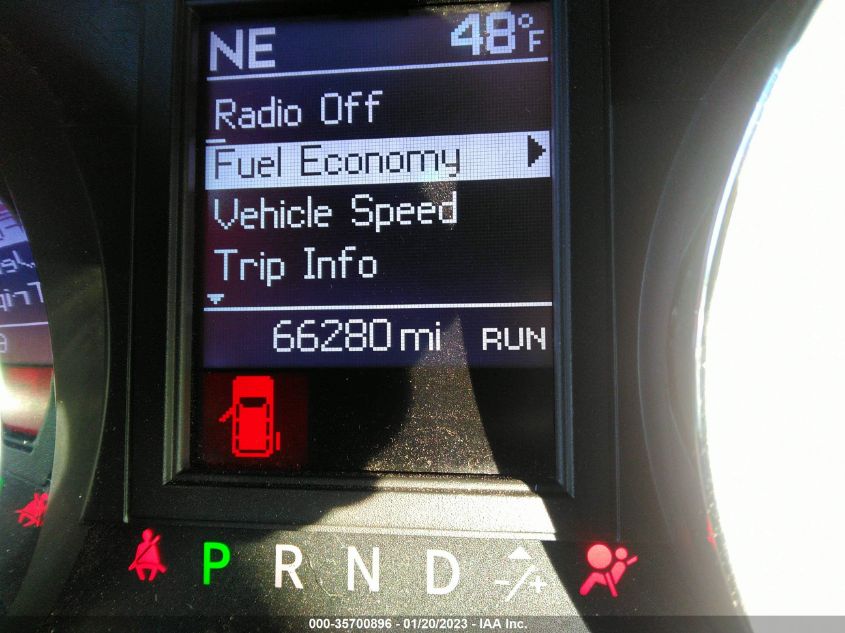 NE 48°F
Radio Off
Fuel Economy
Vehicle Speed
Trip Info
66280 mi RUN
P R N D -/+
000-35700896 - 01/20/2023 - IAA Inc.